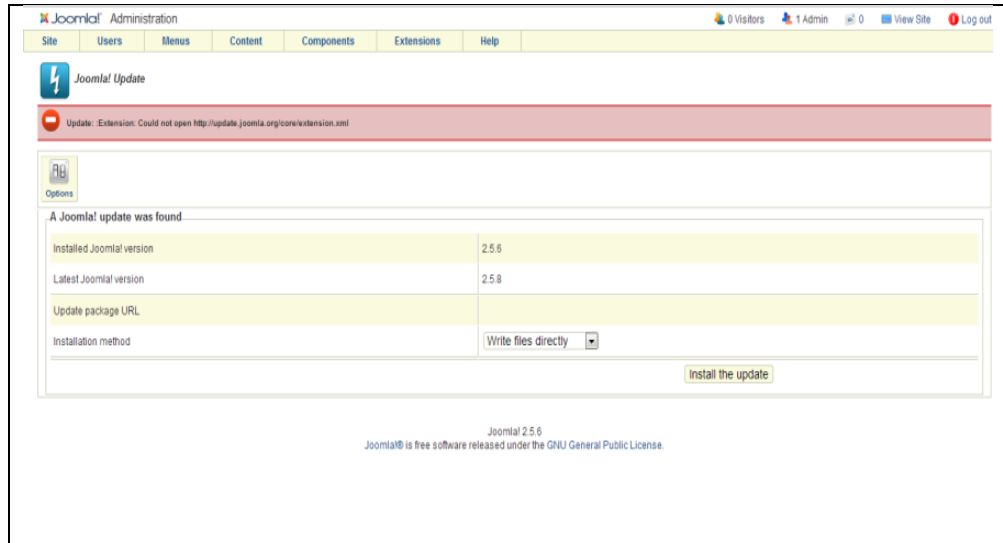 Joomla! Administration 0 Visitors 1 Admin 0 View Site Log out
Site Users Menus Content Components Extensions Help
Joomla! Update
Update: :Extension: Could not open http://update.joomla.org/core/extension.xml
Options
A Joomla! update was found
Installed Joomla! version 2.5.6
Latest Joomla! version 2.5.8
Update package URL
Installation method Write files directly
Install the update
Joomla! 2.5.6
Joomla!® is free software released under the GNU General Public License.